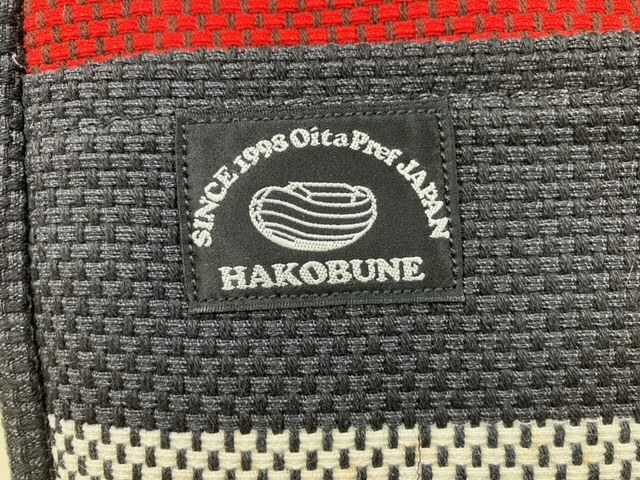 SINCE 1998 Oita Pref JAPAN
HAKOBUNE